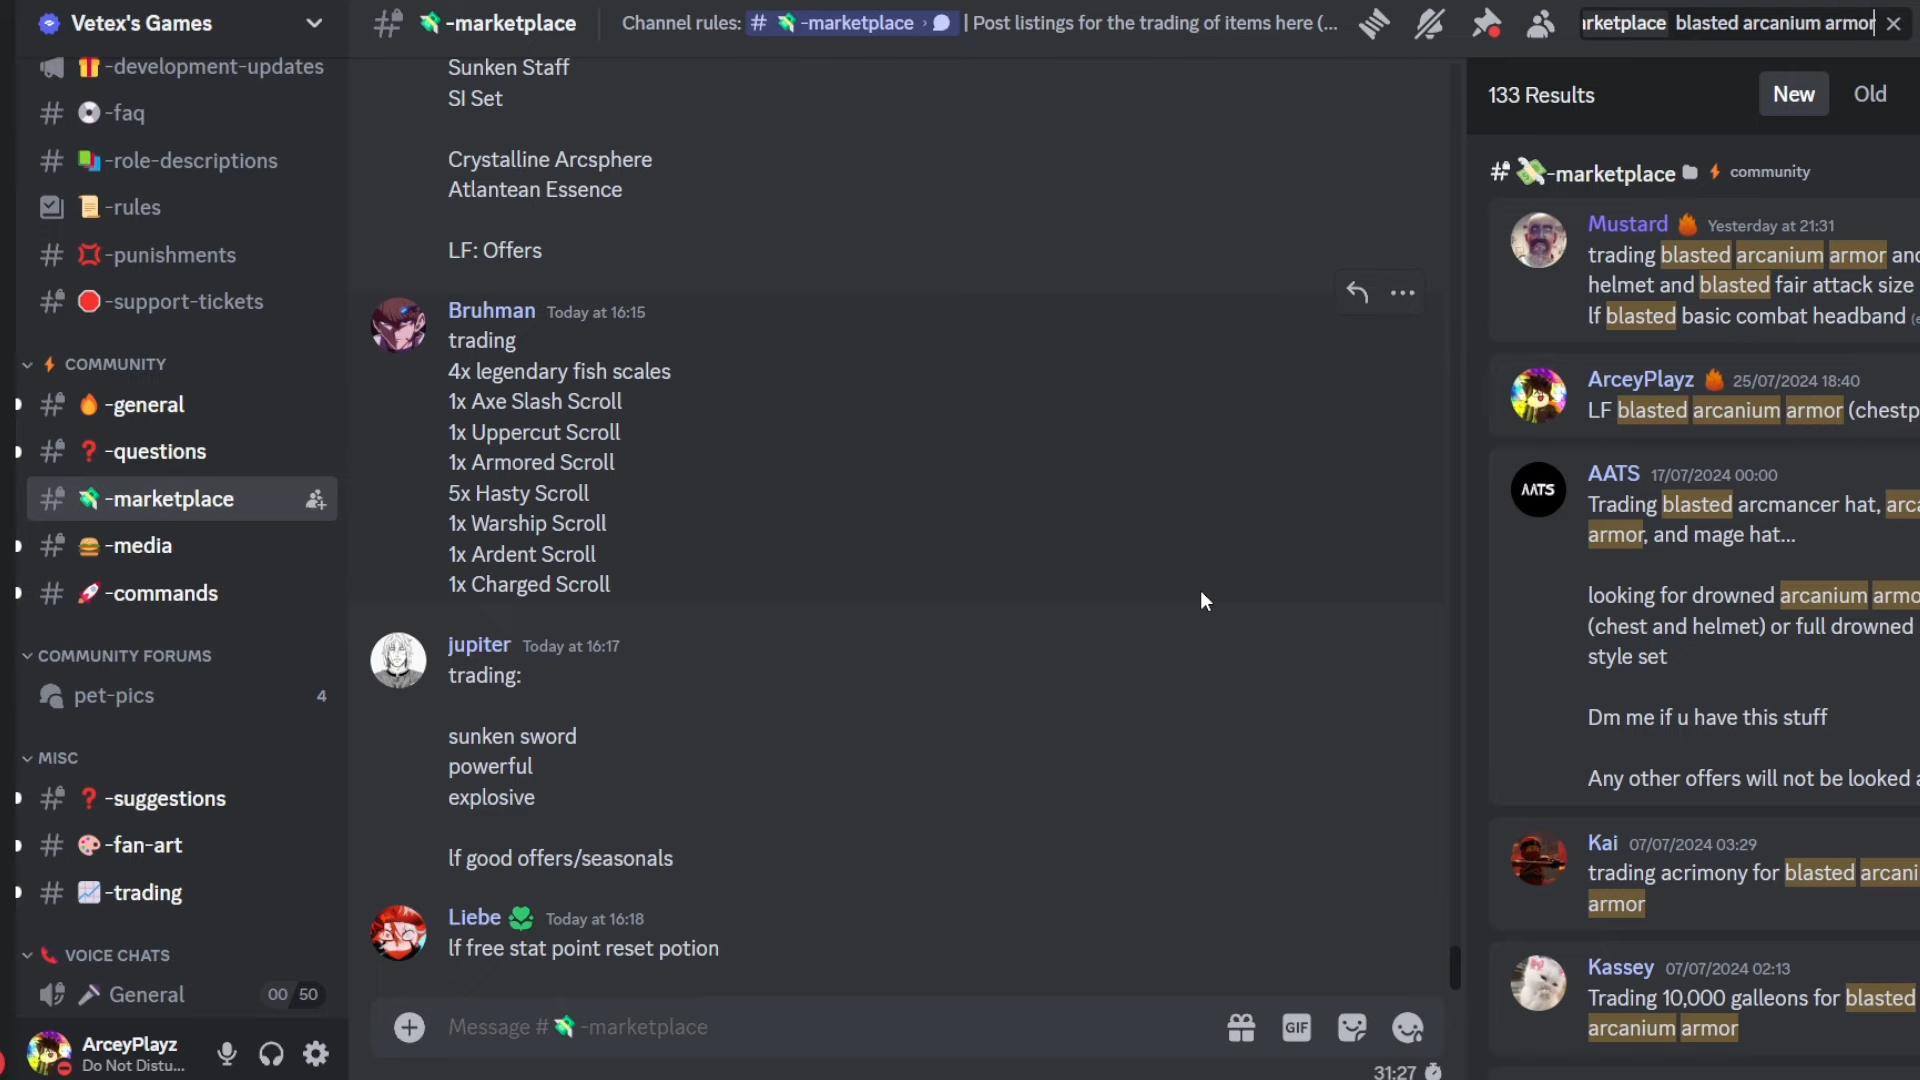 Vetex's Games
-development-updates
-faq
-role-descriptions
-rules
-punishments
-support-tickets
COMMUNITY
-general
-questions
-marketplace
-media
-commands
COMMUNITY FORUMS
pet-pics
4
MISC
-suggestions
-fan-art
-trading
VOICE CHATS
General
00 50
ArceyPlayz
Do Not Distu...
-marketplace
Channel rules: # -marketplace › | Post listings for the trading of items here (...
Sunken Staff
SI Set
Crystalline Arcsphere
Atlantean Essence
LF: Offers
Bruhman Today at 16:15
trading
4x legendary fish scales
1x Axe Slash Scroll
1x Uppercut Scroll
1x Armored Scroll
5x Hasty Scroll
1x Warship Scroll
1x Ardent Scroll
1x Charged Scroll
jupiter Today at 16:17
trading:
sunken sword
powerful
explosive
lf good offers/seasonals
Liebe Today at 16:18
lf free stat point reset potion
Message # -marketplace
GIF
31:27
rketplace blasted arcanium armor
133 Results
New
Old
-marketplace community
Mustard Yesterday at 21:31
trading blasted arcanium armor and
helmet and blasted fair attack size
lf blasted basic combat headband
ArceyPlayz 25/07/2024 18:40
LF blasted arcanium armor (chestp
AATS
AATS 17/07/2024 00:00
Trading blasted arcmancer hat, arca
armor, and mage hat...
looking for drowned arcanium armo
(chest and helmet) or full drowned
style set
Dm me if u have this stuff
Any other offers will not be looked a
Kai 07/07/2024 03:29
trading acrimony for blasted arcani
armor
Kassey 07/07/2024 02:13
Trading 10,000 galleons for blasted
arcanium armor